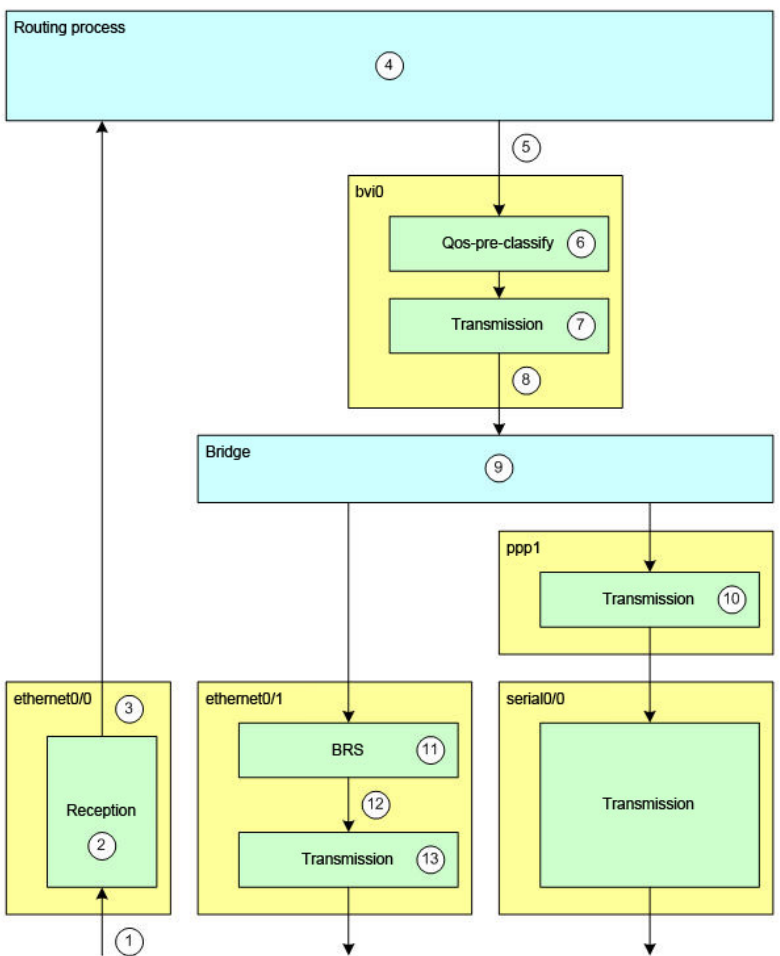 Routing process
4
5
bvi0
Qos-pre-classify 6
Transmission 7
8
Bridge
9
ppp1
Transmission 10
ethernet0/0
3
Reception
2
1
ethernet0/1
BRS 11
12
Transmission 13
serial0/0
Transmission